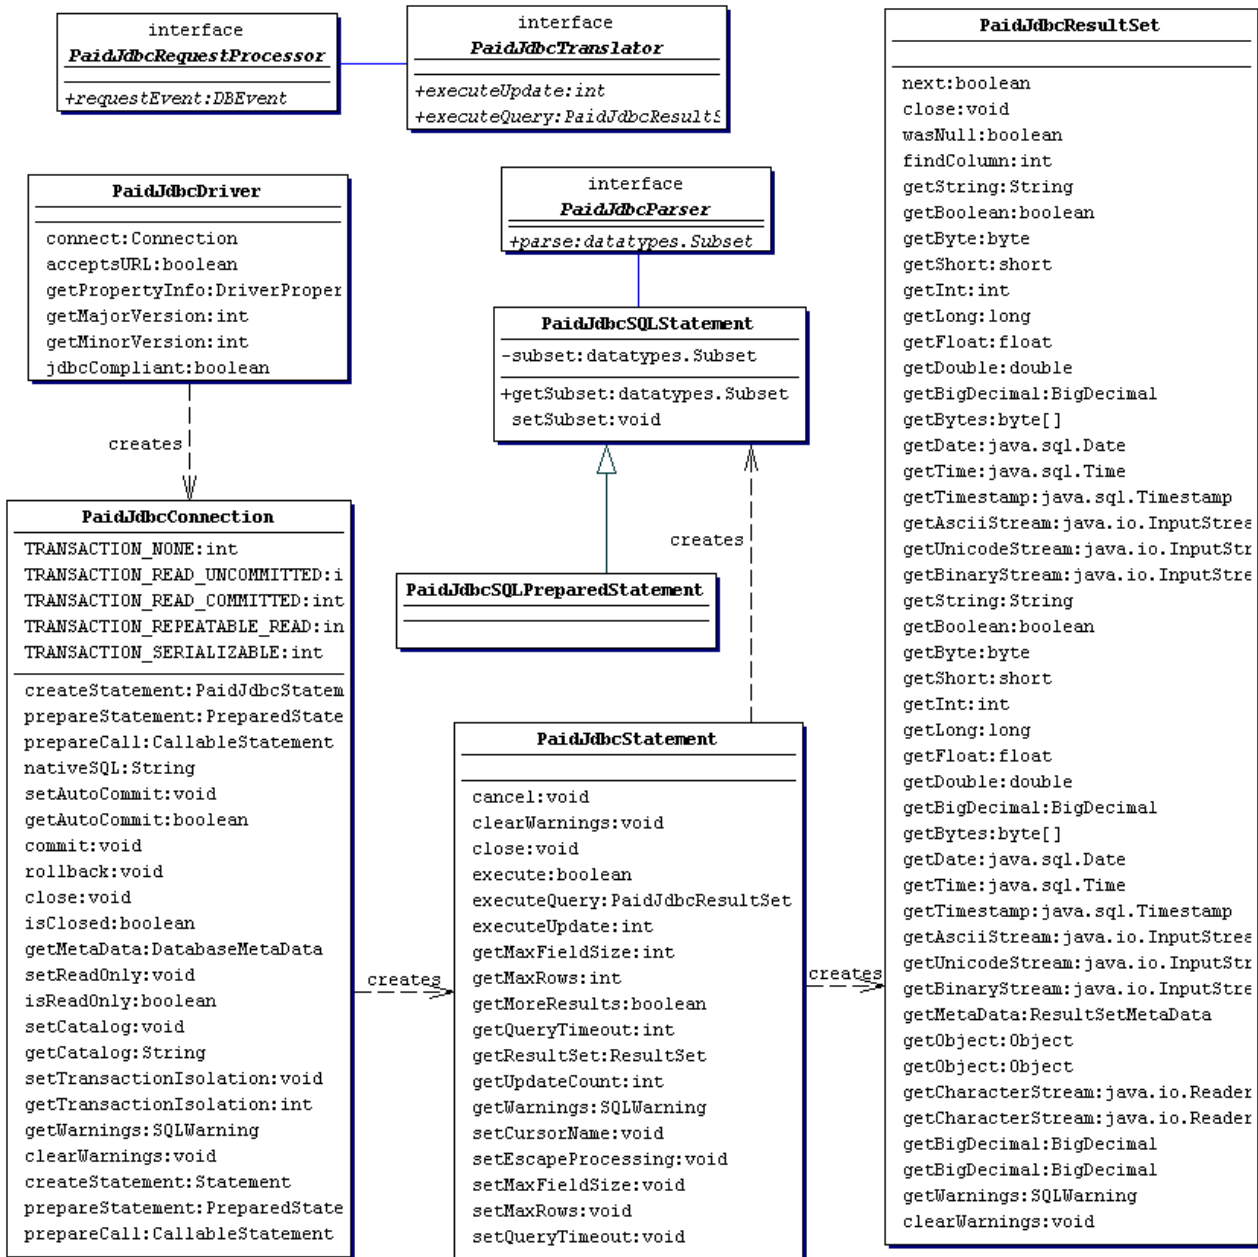 interface
PaidJdbcRequestProcessor
+requestEvent:DBEvent
interface
PaidJdbcTranslator
+executeUpdate:int
+executeQuery:PaidJdbcResultS
PaidJdbcDriver
connect:Connection
acceptsURL:boolean
getPropertyInfo:DriverProper
getMajorVersion:int
getMinorVersion:int
jdbcCompliant:boolean
creates
interface
PaidJdbcParser
+parse:datatypes.Subset
PaidJdbcSQLStatement
-subset:datatypes.Subset
+getSubset:datatypes.Subset
setSubset:void
creates
PaidJdbcSQLPreparedStatement
PaidJdbcConnection
TRANSACTION_NONE:int
TRANSACTION_READ_UNCOMMITTED:i
TRANSACTION_READ_COMMITTED:int
TRANSACTION_REPEATABLE_READ:in
TRANSACTION_SERIALIZABLE:int
createStatement:PaidJdbcStatem
prepareStatement:PreparedState
prepareCall:CallableStatement
nativeSQL:String
setAutoCommit:void
getAutoCommit:boolean
commit:void
rollback:void
close:void
isClosed:boolean
getMetaData:DatabaseMetaData
setReadOnly:void
isReadOnly:boolean
setCatalog:void
getCatalog:String
setTransactionIsolation:void
getTransactionIsolation:int
getWarnings:SQLWarning
clearWarnings:void
createStatement:Statement
prepareStatement:PreparedState
prepareCall:CallableStatement
creates
PaidJdbcStatement
cancel:void
clearWarnings:void
close:void
execute:boolean
executeQuery:PaidJdbcResultSet
executeUpdate:int
getMaxFieldSize:int
getMaxRows:int
getMoreResults:boolean
getQueryTimeout:int
getResultSet:ResultSet
getUpdateCount:int
getWarnings:SQLWarning
setCursorName:void
setEscapeProcessing:void
setMaxFieldSize:void
setMaxRows:void
setQueryTimeout:void
creates
PaidJdbcResultSet
next:boolean
close:void
wasNull:boolean
findColumn:int
getString:String
getBoolean:boolean
getByte:byte
getShort:short
getInt:int
getLong:long
getFloat:float
getDouble:double
getBigDecimal:BigDecimal
getBytes:byte[]
getDate:java.sql.Date
getTime:java.sql.Time
getTimestamp:java.sql.Timestamp
getAsciiStream:java.io.InputStrea
getUnicodeStream:java.io.InputStr
getBinaryStream:java.io.InputStre
getString:String
getBoolean:boolean
getByte:byte
getShort:short
getInt:int
getLong:long
getFloat:float
getDouble:double
getBigDecimal:BigDecimal
getBytes:byte[]
getDate:java.sql.Date
getTime:java.sql.Time
getTimestamp:java.sql.Timestamp
getAsciiStream:java.io.InputStrea
getUnicodeStream:java.io.InputStr
getBinaryStream:java.io.InputStre
getMetaData:ResultSetMetaData
getObject:Object
getObject:Object
getCharacterStream:java.io.Reader
getCharacterStream:java.io.Reader
getBigDecimal:BigDecimal
getBigDecimal:BigDecimal
getWarnings:SQLWarning
clearWarnings:void